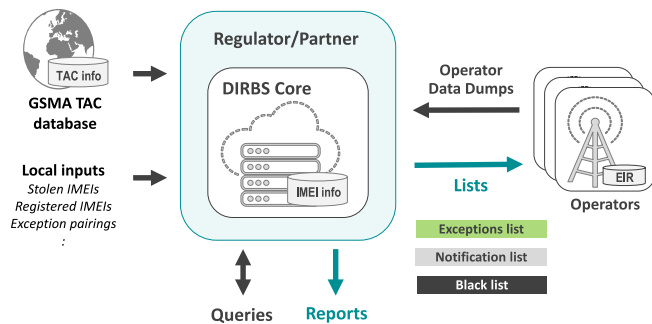 TAC info
GSMA TAC
database
Local inputs
Stolen IMEIs
Registered IMEIs
Exception pairings
:
Regulator/Partner
DIRBS Core
IMEI info
Queries
Reports
Operator
Data Dumps
Lists
EIR
Operators
Exceptions list
Notification list
Black list